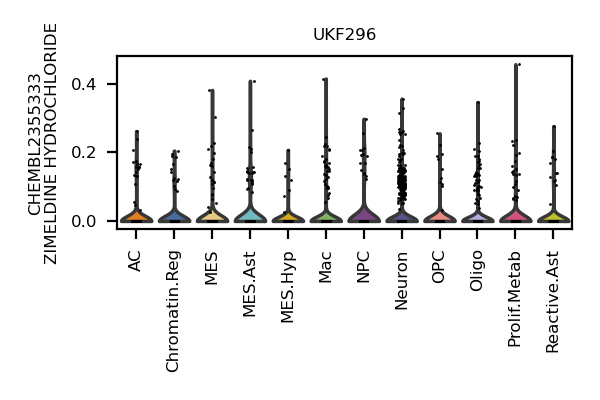 UKF296
CHEMBL2355333
ZIMELDINE HYDROCHLORIDE
0.4
0.2
0.0
AC
Chromatin.Reg
MES
MES.Ast
MES.Hyp
Mac
NPC
Neuron
OPC
Oligo
Prolif.Metab
Reactive.Ast